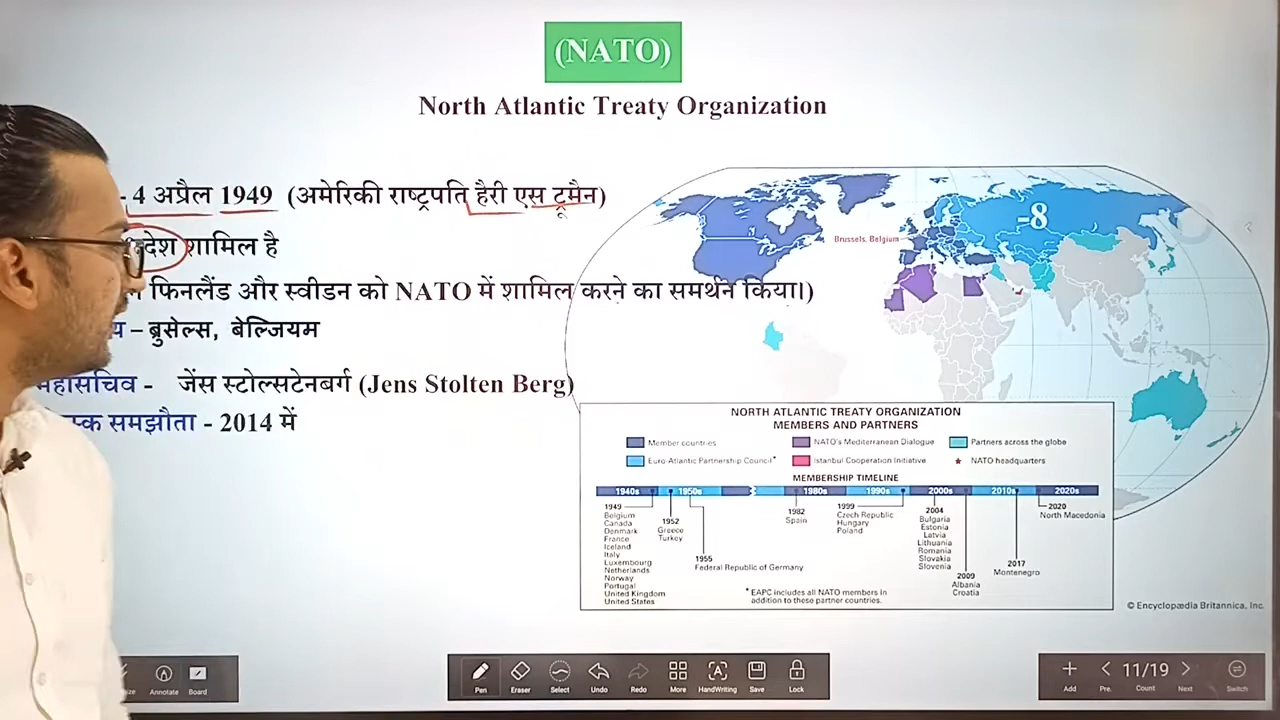 (NATO)
North Atlantic Treaty Organization
- 4 अप्रैल 1949 (अमेरिकी राष्ट्रपति हैरी एस ट्रूमैन)
देश शामिल है
फिनलैंड और स्वीडन को NATO में शामिल करने का समर्थन किया।)
– ब्रुसेल्स, बेल्जियम
महासचिव - जेंस स्टोल्सटेनबर्ग (Jens Stolten Berg)
समझौता - 2014 में
-8
Brussels, Belgium
NORTH ATLANTIC TREATY ORGANIZATION
MEMBERS AND PARTNERS
Member countries
NATO's Mediterranean Dialogue
Partners across the globe
Euro-Atlantic Partnership Council*
Istanbul Cooperation Initiative
NATO headquarters
MEMBERSHIP TIMELINE
1940s 1950s 1980s 1990s 2000s 2010s 2020s
1949
Belgium
Canada
Denmark
France
Iceland
Italy
Luxembourg
Netherlands
Norway
Portugal
United Kingdom
United States
1952
Greece
Turkey
1955
Federal Republic of Germany
1982
Spain
1999
Czech Republic
Hungary
Poland
2004
Bulgaria
Estonia
Latvia
Lithuania
Romania
Slovakia
Slovenia
2009
Albania
Croatia
2017
Montenegro
2020
North Macedonia
* EAPC includes all NATO members in
addition to these partner countries.
© Encyclopædia Britannica, Inc.
Annotate Board
Pen Eraser Select Undo Redo More HandWriting Save Lock
11/19
Add Pre. Count Next Switch